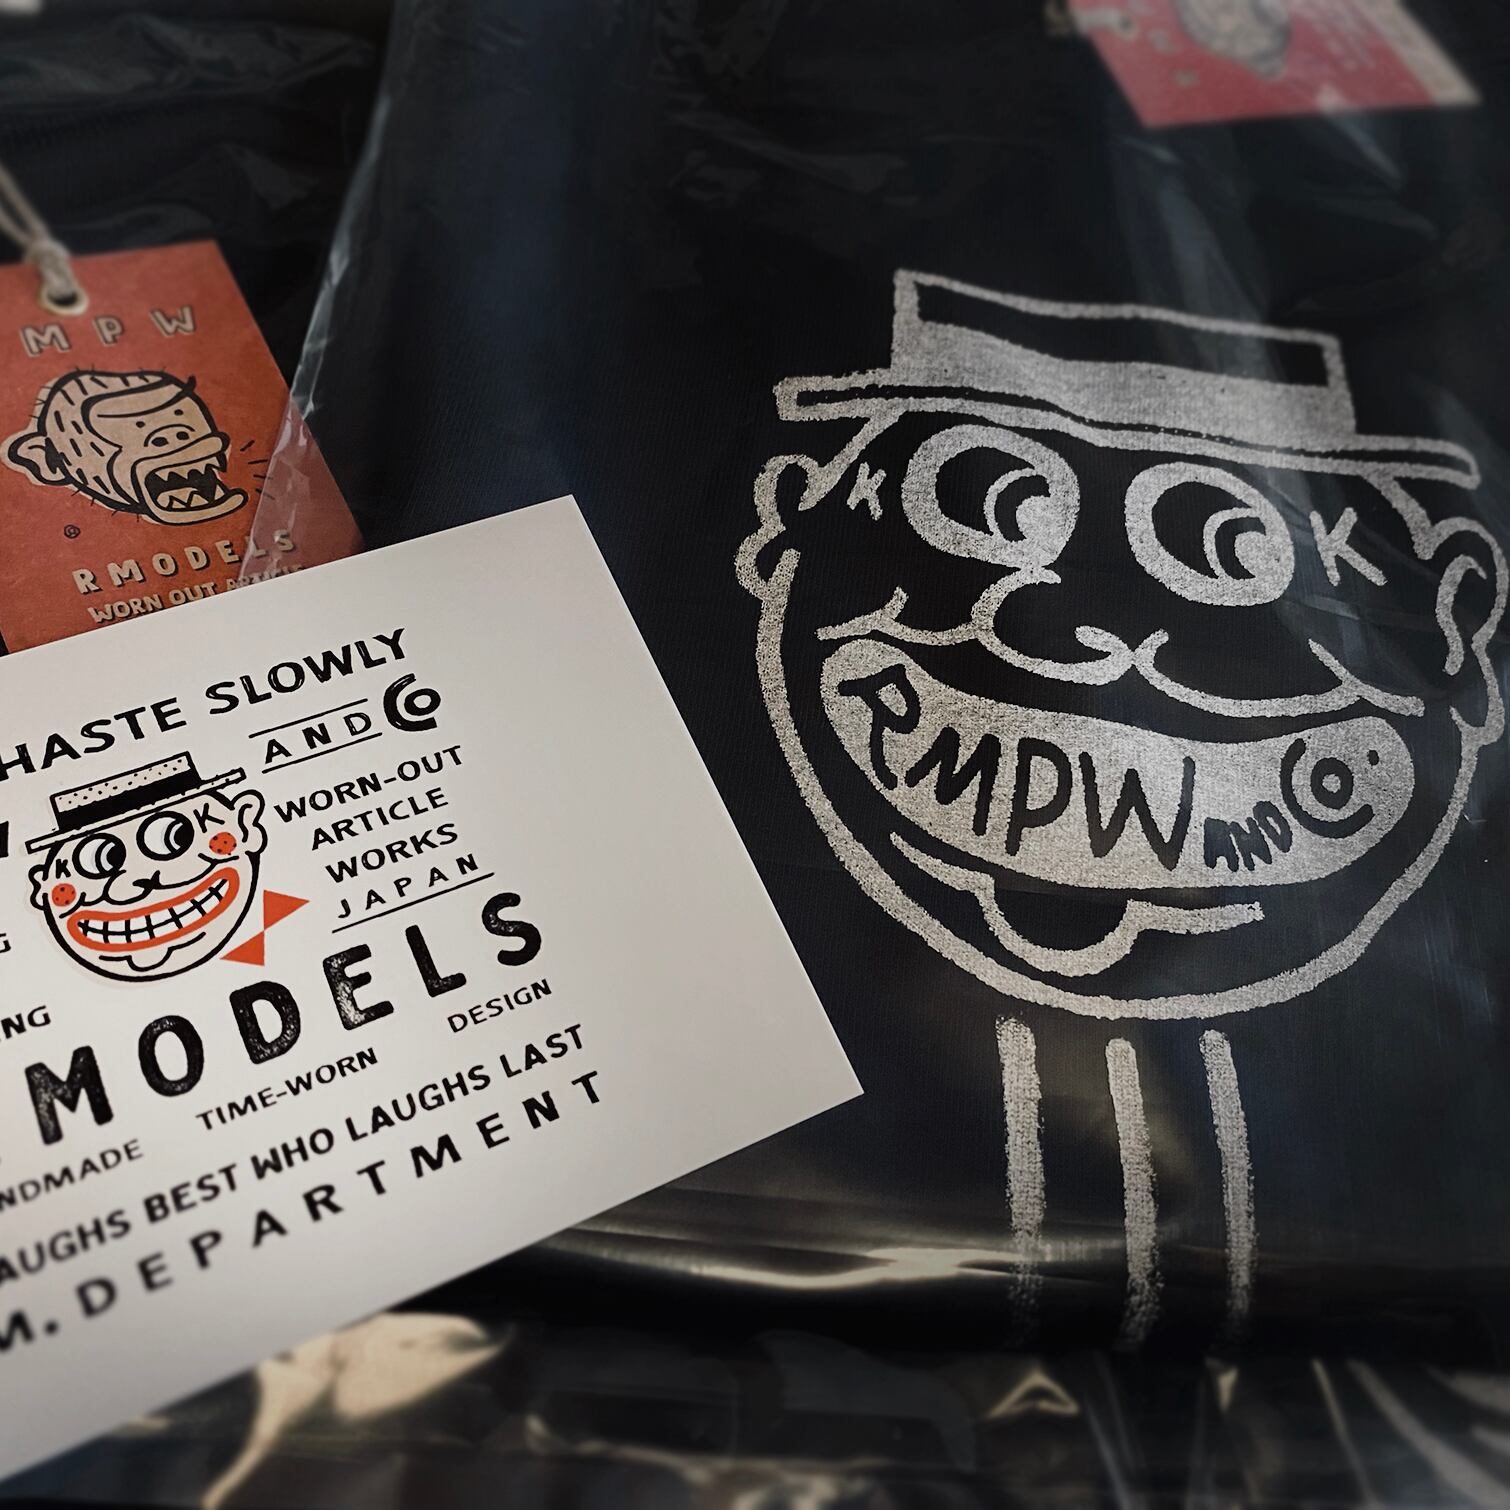 MPW
RMODELS
WORN OUT ARTICLE
HASTE SLOWLY
AND Co
WORN-OUT
ARTICLE
WORKS
JAPAN
K K
MODELS
DESIGN
TIME-WORN
LAUGHS BEST WHO LAUGHS LAST
M. DEPARTMENT
K K
RMPW AND Co.